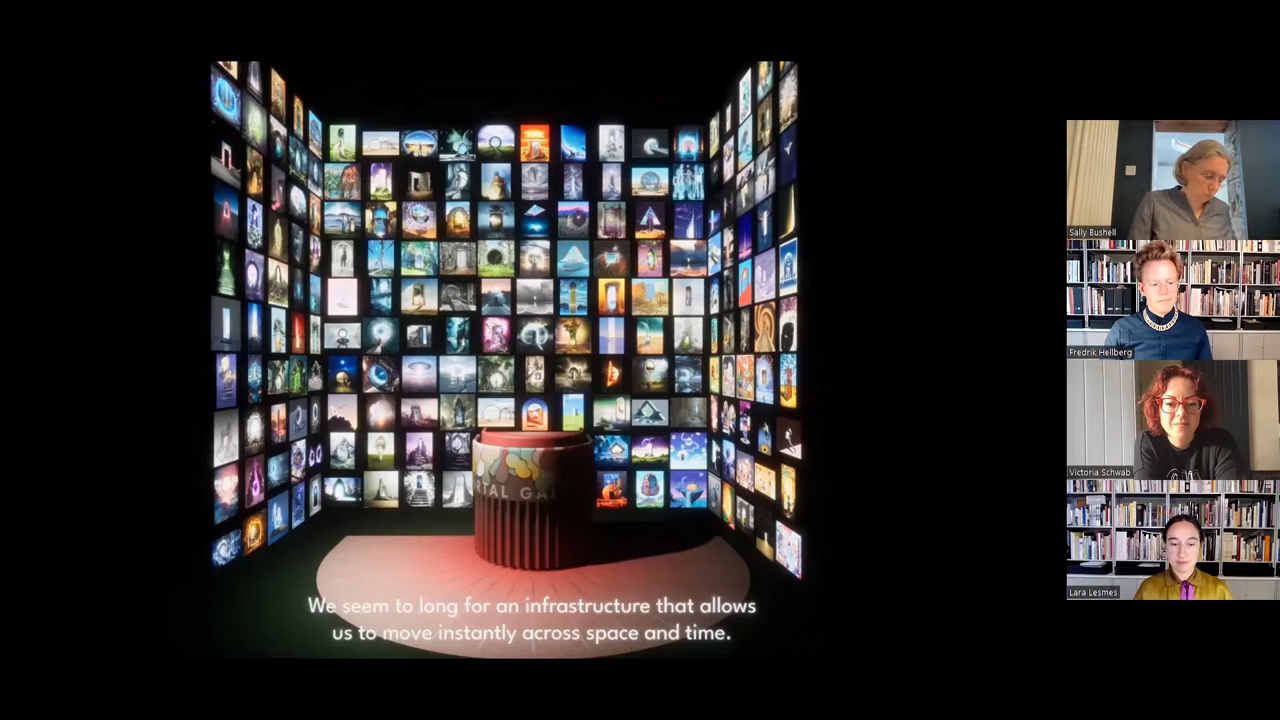 We seem to long for an infrastructure that allows
us to move instantly across space and time.
Sally Bushell
Fredrik Hellberg
Victoria Schwab
Lara Lesmes